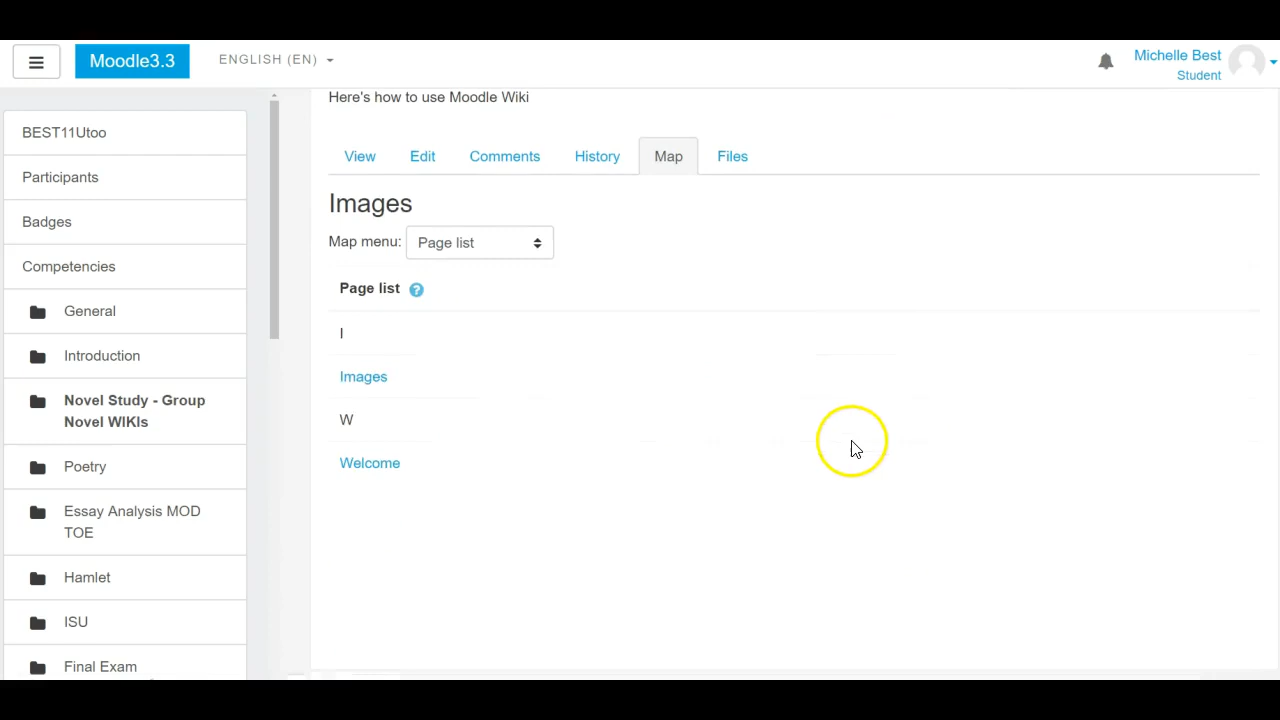 Moodle3.3
ENGLISH (EN)
Michelle Best
Student
BEST11Utoo
Participants
Badges
Competencies
General
Introduction
Novel Study - Group
Novel WIKIs
Poetry
Essay Analysis MOD
TOE
Hamlet
ISU
Final Exam
Here's how to use Moodle Wiki
View Edit Comments History Map Files
Images
Map menu: Page list
Page list ?
I
Images
W
Welcome